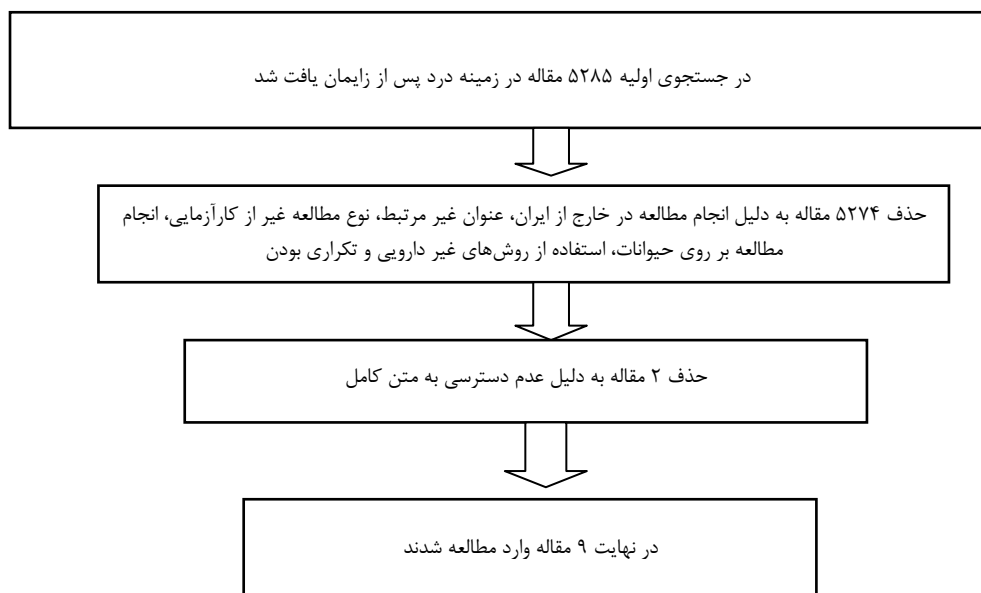 در جستجوی اولیه ۵۲۸۵ مقاله در زمینه درد پس از زایمان یافت شد
حذف ۵۲۷۴ مقاله به دلیل انجام مطالعه در خارج از ایران، عنوان غیر مرتبط، نوع مطالعه غیر از کارآزمایی، انجام
مطالعه بر روی حیوانات، استفاده از روش‌های غیر دارویی و تکراری بودن
حذف ۲ مقاله به دلیل عدم دسترسی به متن کامل
در نهایت ۹ مقاله وارد مطالعه شدند